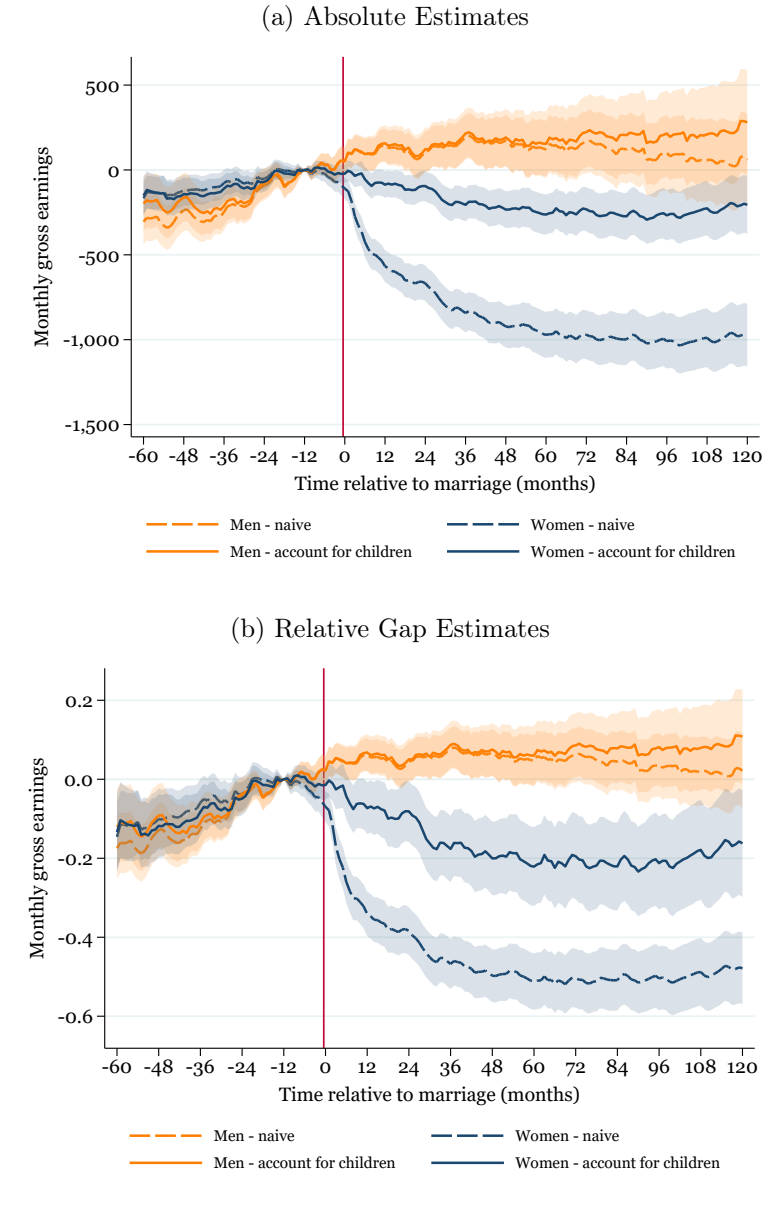 (a) Absolute Estimates
500
0
-500
-1,000
-1,500
Monthly gross earnings
-60 -48 -36 -24 -12 0 12 24 36 48 60 72 84 96 108 120
Time relative to marriage (months)
Men - naive Women - naive
Men - account for children Women - account for children
(b) Relative Gap Estimates
0.2
0.0
-0.2
-0.4
-0.6
Monthly gross earnings
-60 -48 -36 -24 -12 0 12 24 36 48 60 72 84 96 108 120
Time relative to marriage (months)
Men - naive Women - naive
Men - account for children Women - account for children